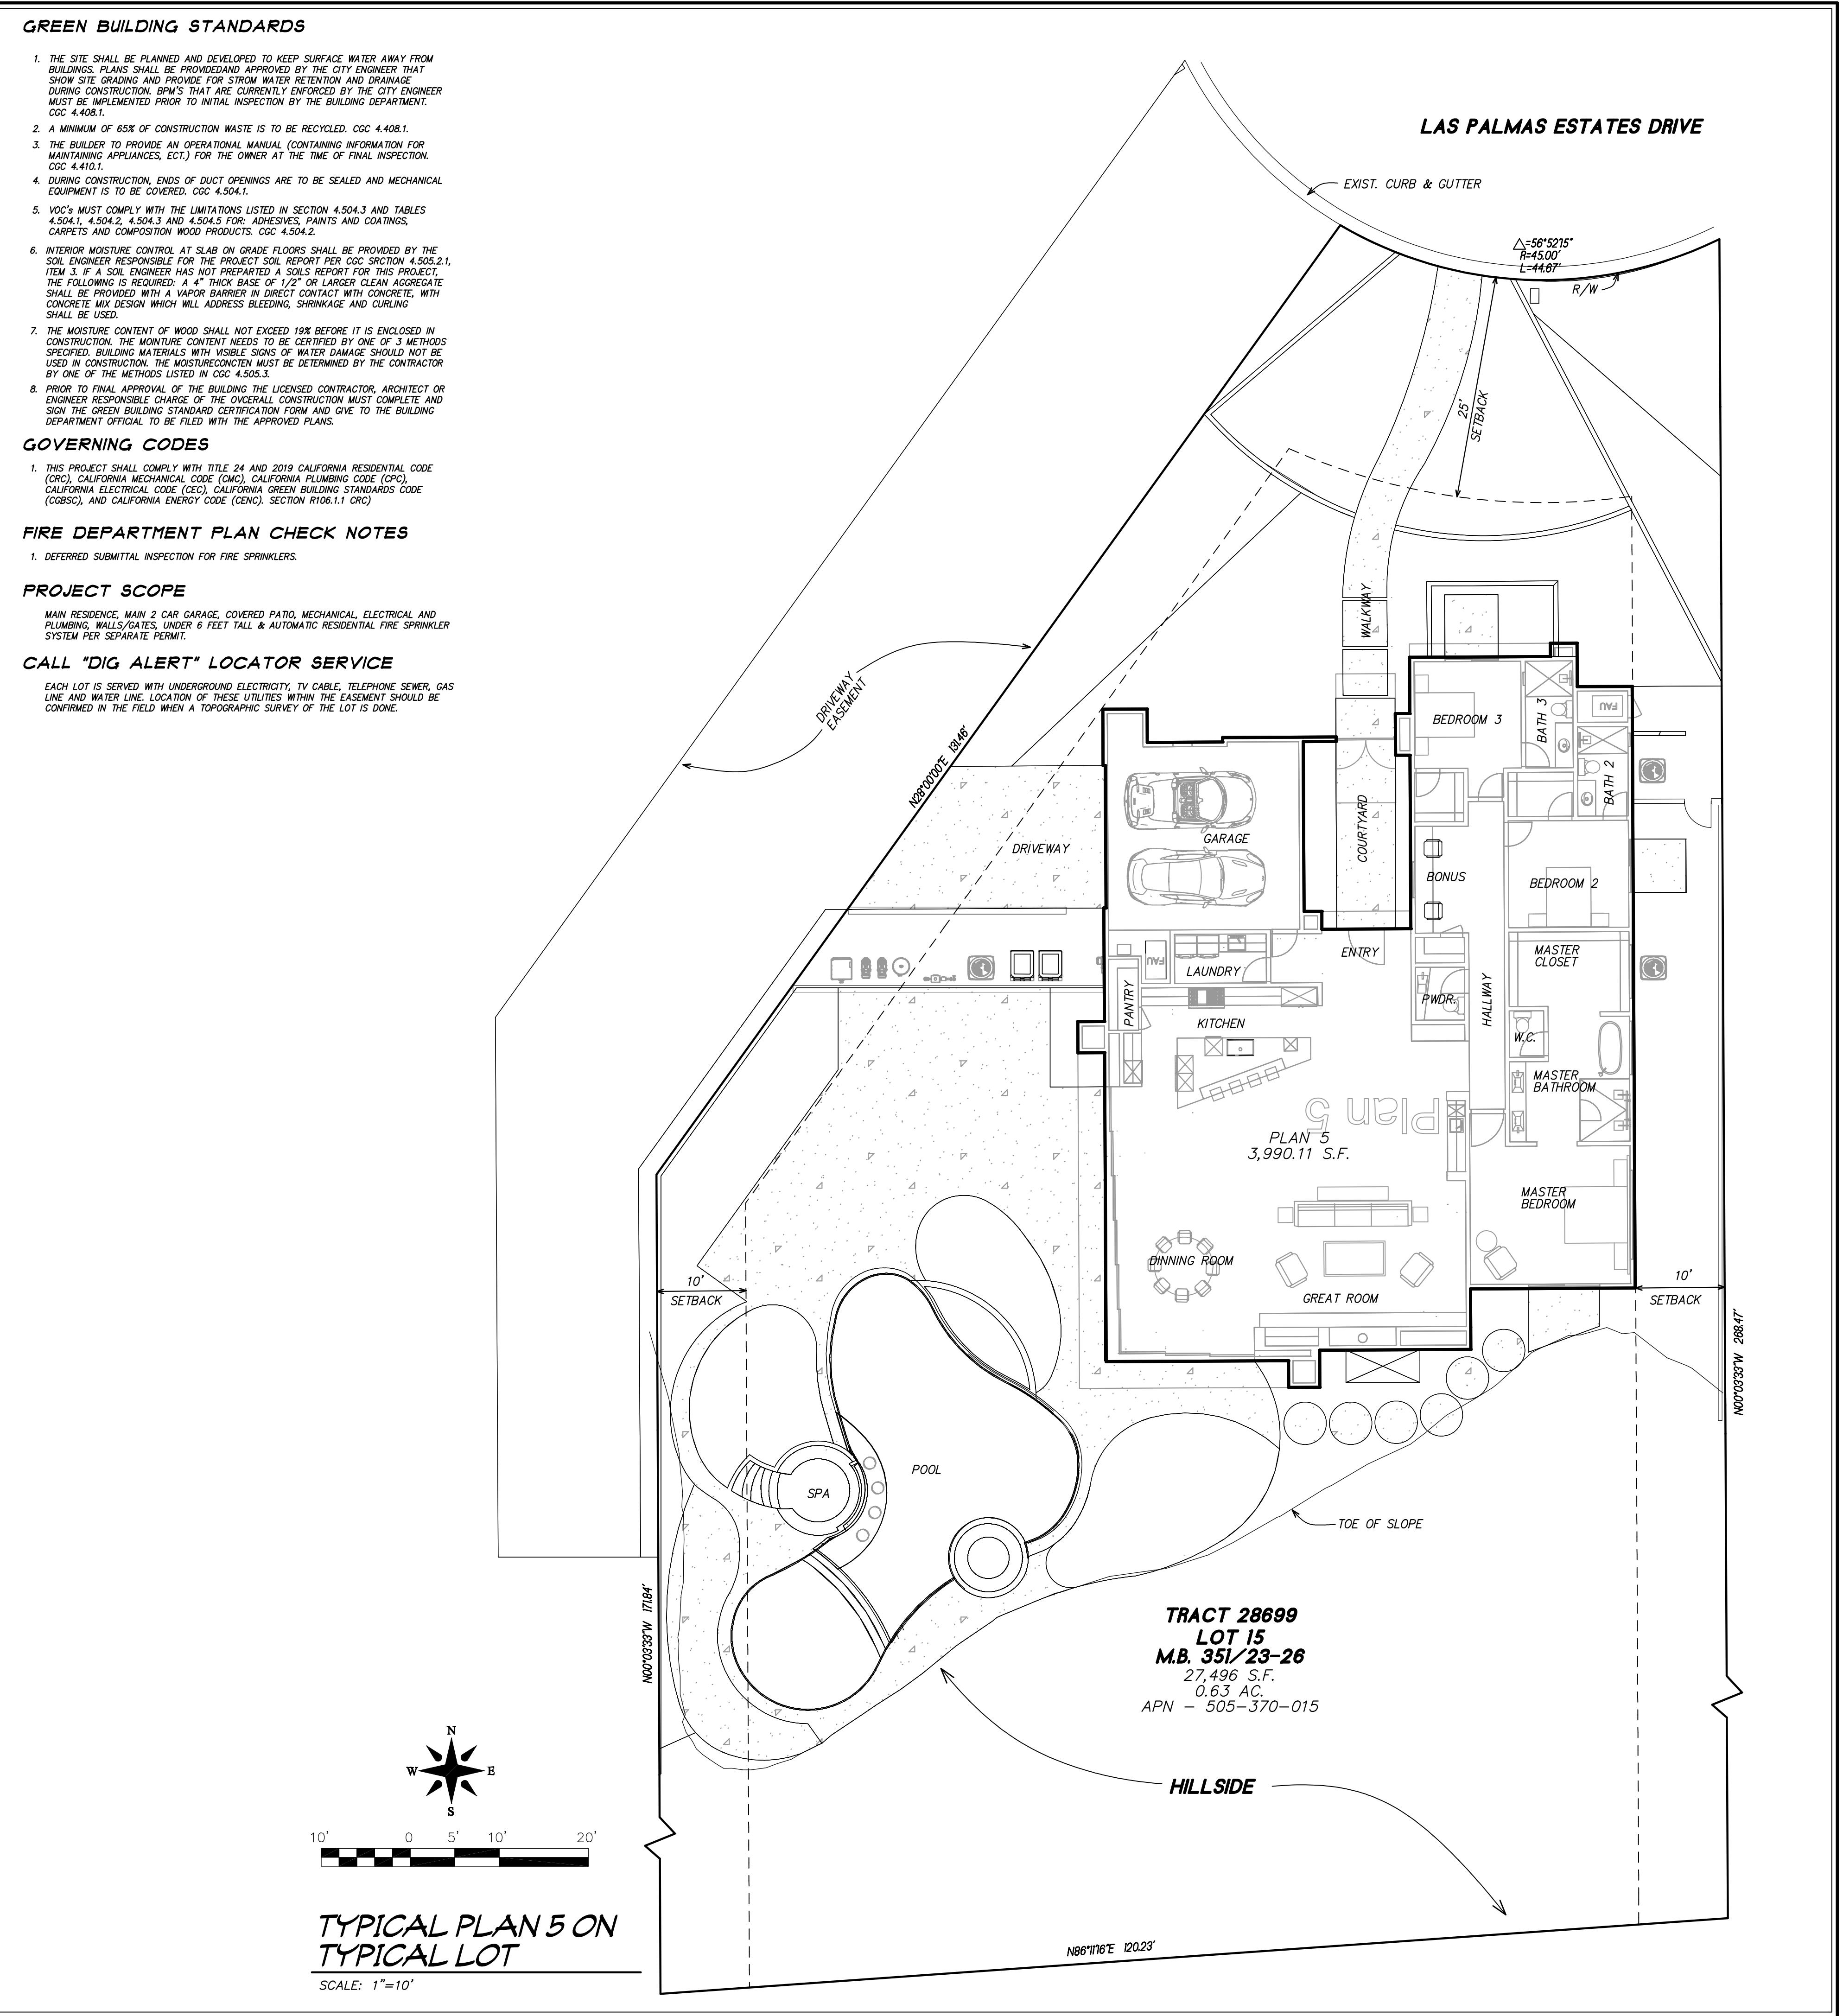 GREEN BUILDING STANDARDS
1. THE SITE SHALL BE PLANNED AND DEVELOPED TO KEEP SURFACE WATER AWAY FROM
BUILDINGS. PLANS SHALL BE PROVIDEDAND APPROVED BY THE CITY ENGINEER THAT
SHOW SITE GRADING AND PROVIDE FOR STROM WATER RETENTION AND DRAINAGE
DURING CONSTRUCTION. BPM'S THAT ARE CURRENTLY ENFORCED BY THE CITY ENGINEER
MUST BE IMPLEMENTED PRIOR TO INITIAL INSPECTION BY THE BUILDING DEPARTMENT.
CGC 4.408.1.
2. A MINIMUM OF 65% OF CONSTRUCTION WASTE IS TO BE RECYCLED. CGC 4.408.1.
3. THE BUILDER TO PROVIDE AN OPERATIONAL MANUAL (CONTAINING INFORMATION FOR
MAINTAINING APPLIANCES, ECT.) FOR THE OWNER AT THE TIME OF FINAL INSPECTION.
CGC 4.410.1.
4. DURING CONSTRUCTION, ENDS OF DUCT OPENINGS ARE TO BE SEALED AND MECHANICAL
EQUIPMENT IS TO BE COVERED. CGC 4.504.1.
5. VOC's MUST COMPLY WITH THE LIMITATIONS LISTED IN SECTION 4.504.3 AND TABLES
4.504.1, 4.504.2, 4.504.3 AND 4.504.5 FOR: ADHESIVES, PAINTS AND COATINGS,
CARPETS AND COMPOSITION WOOD PRODUCTS. CGC 4.504.2.
6. INTERIOR MOISTURE CONTROL AT SLAB ON GRADE FLOORS SHALL BE PROVIDED BY THE
SOIL ENGINEER RESPONSIBLE FOR THE PROJECT SOIL REPORT PER CGC SRCTION 4.505.2.1,
ITEM 3. IF A SOIL ENGINEER HAS NOT PREPARTED A SOILS REPORT FOR THIS PROJECT,
THE FOLLOWING IS REQUIRED: A 4" THICK BASE OF 1/2" OR LARGER CLEAN AGGREGATE
SHALL BE PROVIDED WITH A VAPOR BARRIER IN DIRECT CONTACT WITH CONCRETE, WITH
CONCRETE MIX DESIGN WHICH WILL ADDRESS BLEEDING, SHRINKAGE AND CURLING
SHALL BE USED.
7. THE MOISTURE CONTENT OF WOOD SHALL NOT EXCEED 19% BEFORE IT IS ENCLOSED IN
CONSTRUCTION. THE MOINTURE CONTENT NEEDS TO BE CERTIFIED BY ONE OF 3 METHODS
SPECIFIED. BUILDING MATERIALS WITH VISIBLE SIGNS OF WATER DAMAGE SHOULD NOT BE
USED IN CONSTRUCTION. THE MOISTURECONCTEN MUST BE DETERMINED BY THE CONTRACTOR
BY ONE OF THE METHODS LISTED IN CGC 4.505.3.
8. PRIOR TO FINAL APPROVAL OF THE BUILDING THE LICENSED CONTRACTOR, ARCHITECT OR
ENGINEER RESPONSIBLE CHARGE OF THE OVCERALL CONSTRUCTION MUST COMPLETE AND
SIGN THE GREEN BUILDING STANDARD CERTIFICATION FORM AND GIVE TO THE BUILDING
DEPARTMENT OFFICIAL TO BE FILED WITH THE APPROVED PLANS.
GOVERNING CODES
1. THIS PROJECT SHALL COMPLY WITH TITLE 24 AND 2019 CALIFORNIA RESIDENTIAL CODE
(CRC), CALIFORNIA MECHANICAL CODE (CMC), CALIFORNIA PLUMBING CODE (CPC),
CALIFORNIA ELECTRICAL CODE (CEC), CALIFORNIA GREEN BUILDING STANDARDS CODE
(CGBSC), AND CALIFORNIA ENERGY CODE (CENC). SECTION R106.1.1 CRC)
FIRE DEPARTMENT PLAN CHECK NOTES
1. DEFERRED SUBMITTAL INSPECTION FOR FIRE SPRINKLERS.
PROJECT SCOPE
MAIN RESIDENCE, MAIN 2 CAR GARAGE, COVERED PATIO, MECHANICAL, ELECTRICAL AND
PLUMBING, WALLS/GATES, UNDER 6 FEET TALL & AUTOMATIC RESIDENTIAL FIRE SPRINKLER
SYSTEM PER SEPARATE PERMIT.
CALL "DIG ALERT" LOCATOR SERVICE
EACH LOT IS SERVED WITH UNDERGROUND ELECTRICITY, TV CABLE, TELEPHONE SEWER, GAS
LINE AND WATER LINE. LOCATION OF THESE UTILITIES WITHIN THE EASEMENT SHOULD BE
CONFIRMED IN THE FIELD WHEN A TOPOGRAPHIC SURVEY OF THE LOT IS DONE.
LAS PALMAS ESTATES DRIVE
EXIST. CURB & GUTTER
△=56°52'15"
R=45.00'
L=44.67'
R/W
25'
SETBACK
WALKWAY
DRIVEWAY
EASEMENT
N28°00'00"E 131.46'
BEDROOM 3
BATH 3
FAU
BATH 2
GARAGE
COURTYARD
DRIVEWAY
BONUS
BEDROOM 2
ENTRY
MASTER
CLOSET
FAU
LAUNDRY
PANTRY
PWDR.
HALLWAY
KITCHEN
W.C.
MASTER
BATHROOM
Plan 5
PLAN 5
3,990.11 S.F.
MASTER
BEDROOM
DINNING ROOM
GREAT ROOM
10'
SETBACK
10'
SETBACK
N00°03'33"W 268.47'
POOL
SPA
TOE OF SLOPE
N00°03'33"W 171.84'
TRACT 28699
LOT 15
M.B. 351/23-26
27,496 S.F.
0.63 AC.
APN - 505-370-015
HILLSIDE
N
W E
S
10' 0 5' 10' 20'
TYPICAL PLAN 5 ON
TYPICAL LOT
SCALE: 1"=10'
N86°11'16"E 120.23'